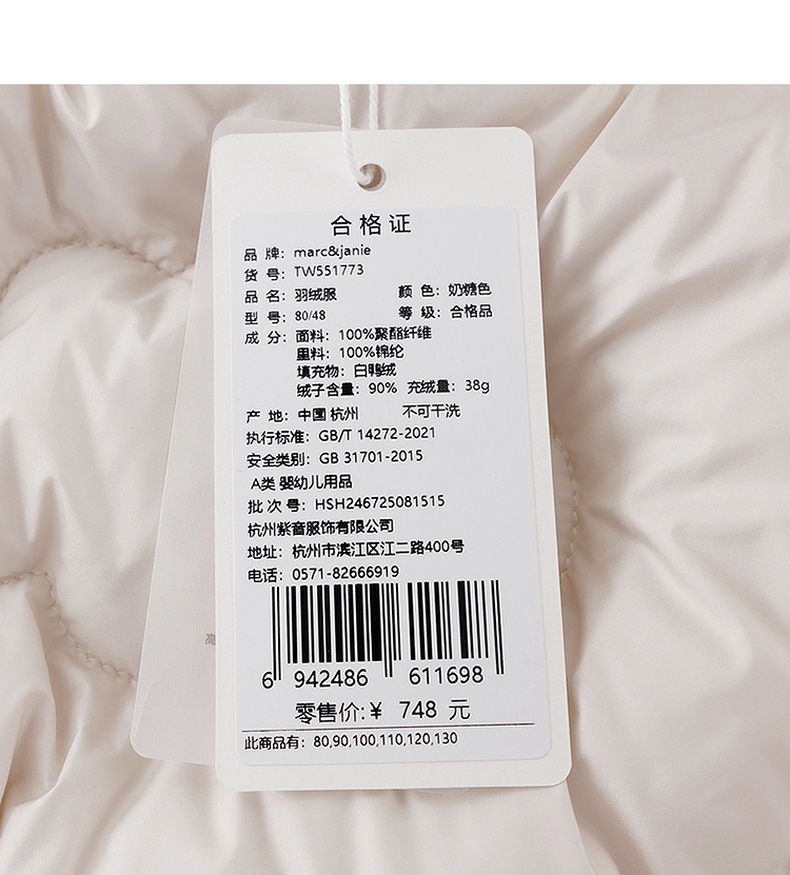 合格证
品 牌: marc&janie
货 号: TW551773
品 名: 羽绒服 颜 色: 奶糖色
型 号: 80/48 等 级: 合格品
成 分: 面料: 100%聚酯纤维
里料: 100%锦纶
填充物: 白鸭绒
绒子含量: 90% 充绒量: 38g
产 地: 中国 杭州 不可干洗
执行标准: GB/T 14272-2021
安全类别: GB 31701-2015
A类 婴幼儿用品
批 次 号: HSH246725081515
杭州紫裔服饰有限公司
地址: 杭州市滨江区江二路400号
电话: 0571-82666919
6 942486 611698
零售价:¥ 748 元
此商品有: 80,90,100,110,120,130